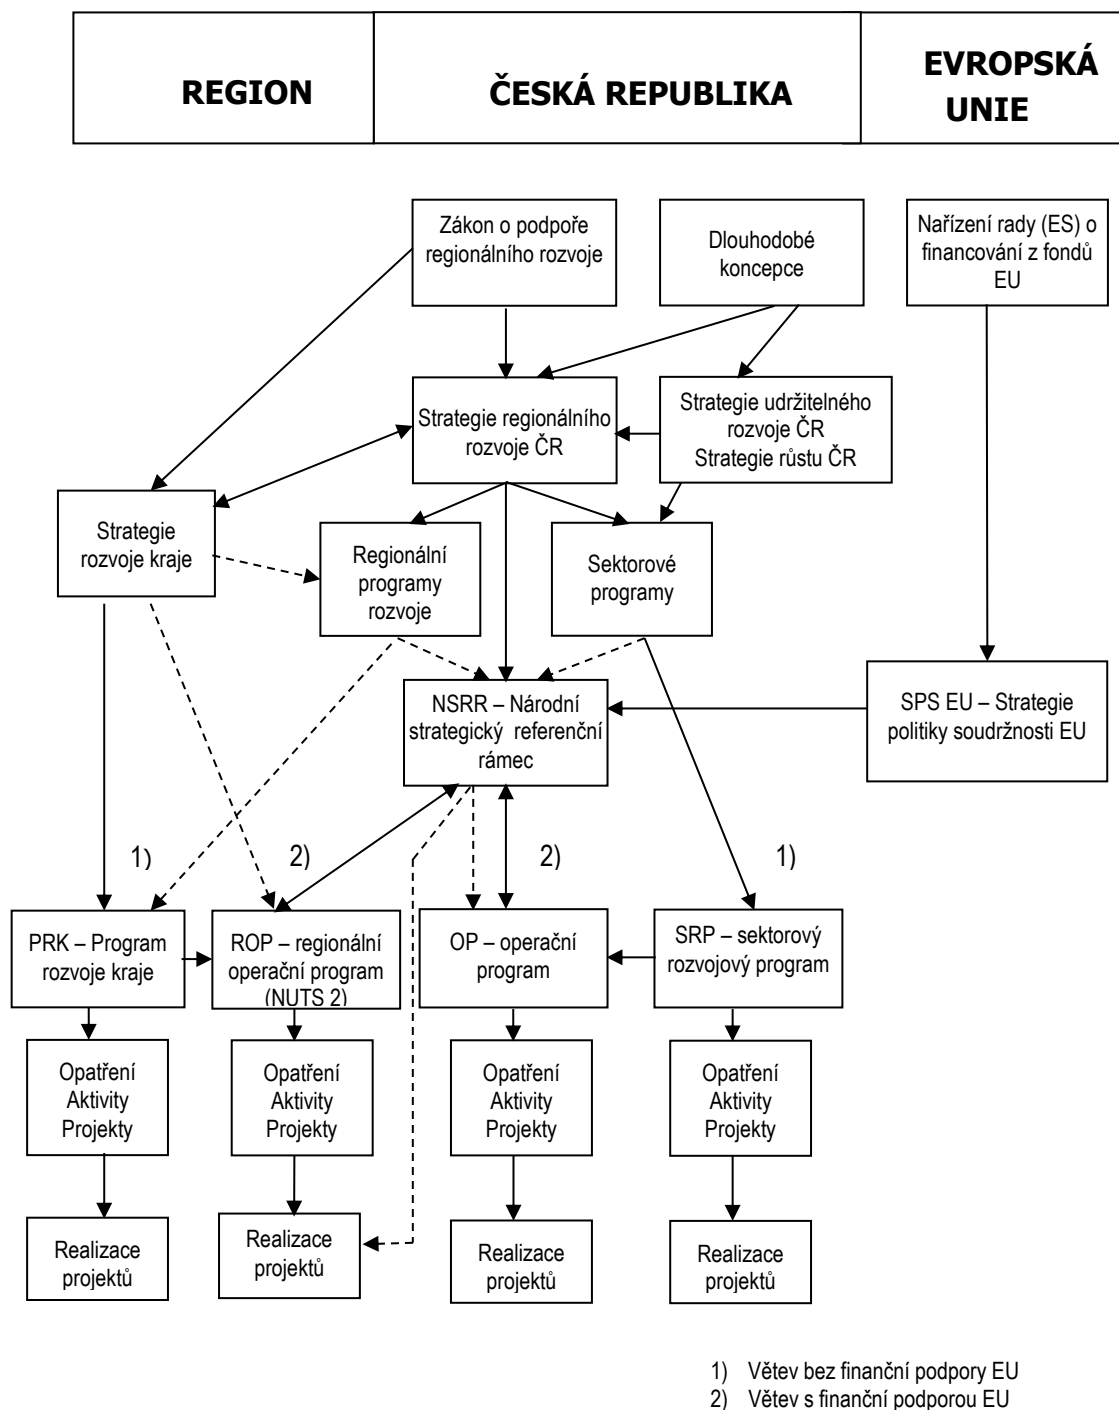 REGION
ČESKÁ REPUBLIKA
EVROPSKÁ
UNIE
Zákon o podpoře
regionálního rozvoje
Dlouhodobé
koncepce
Nařízení rady (ES) o
financování z fondů
EU
Strategie regionálního
rozvoje ČR
Strategie udržitelného
rozvoje ČR
Strategie růstu ČR
Strategie
rozvoje kraje
Regionální
programy
rozvoje
Sektorové
programy
NSRR – Národní
strategický referenční
rámec
SPS EU – Strategie
politiky soudržnosti EU
1)
2)
2)
1)
PRK – Program
rozvoje kraje
ROP – regionální
operační program
(NUTS 2)
OP – operační
program
SRP – sektorový
rozvojový program
Opatření
Aktivity
Projekty
Opatření
Aktivity
Projekty
Opatření
Aktivity
Projekty
Opatření
Aktivity
Projekty
Realizace
projektů
Realizace
projektů
Realizace
projektů
Realizace
projektů
1) Větev bez finanční podpory EU
2) Větev s finanční podporou EU